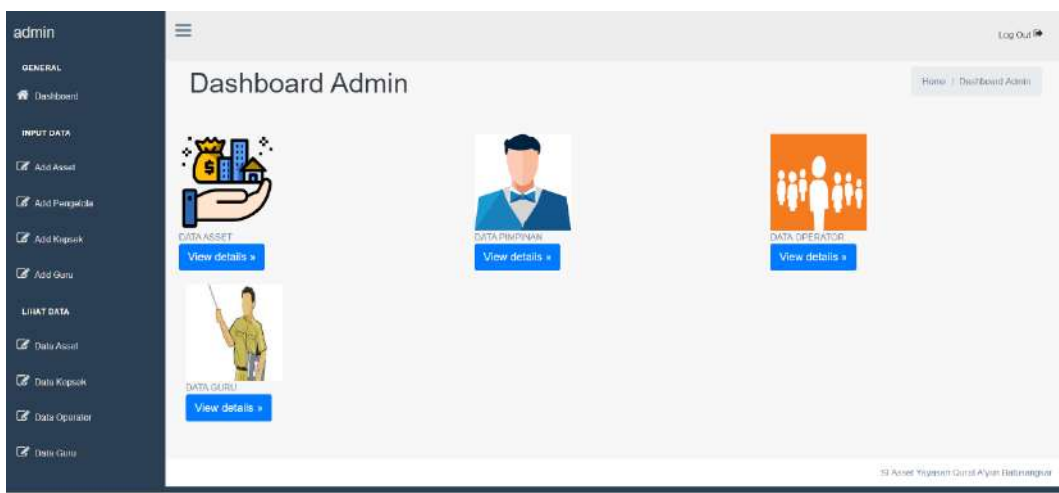 admin
Log Out
GENERAL
Dashboard Admin
Home / Dashboard Admin
Dashboard
INPUT DATA
Add Asset
Add Pengelola
Add Kepsek
Add Guru
LIHAT DATA
Data Asset
Data Kepsek
Data Operator
Data Guru
$
DATA ASSET
View details »
DATA PIMPINAN
View details »
DATA OPERATOR
View details »
DATA GURU
View details »
SI Asset Yayasan Qurrat A'yun Batusangkar